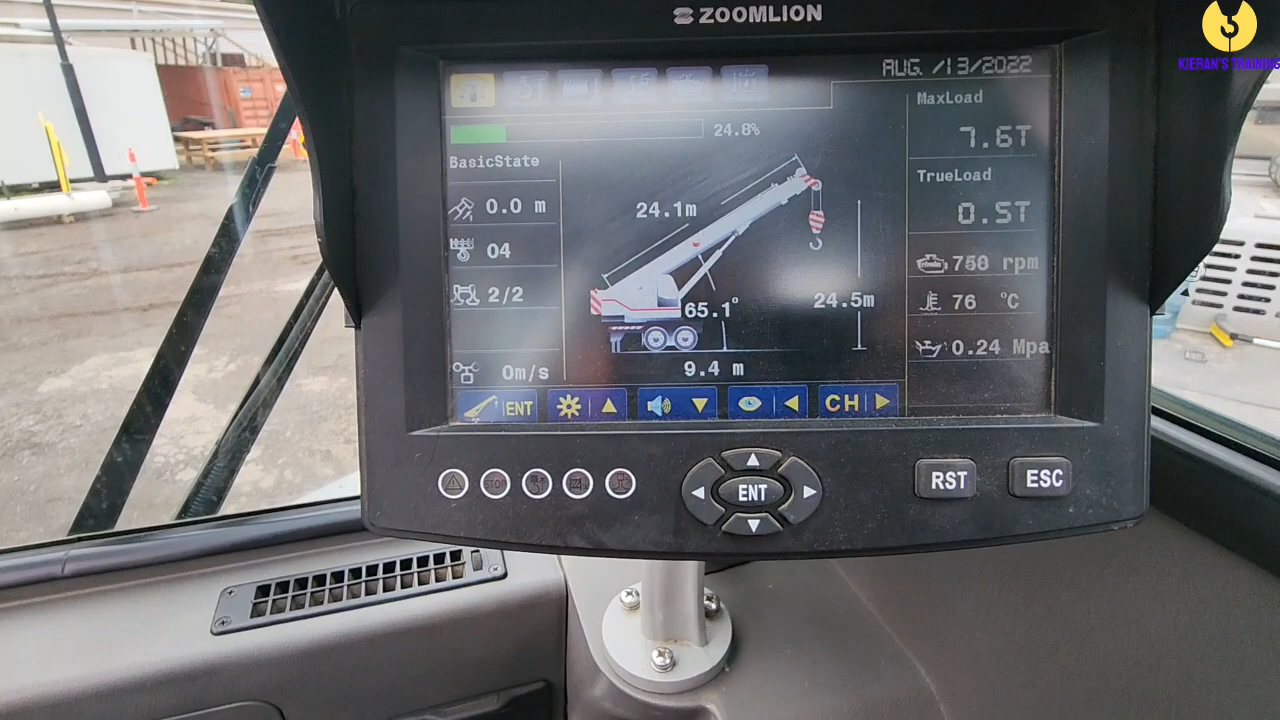 ZOOMLION
KIERAN'S TRAINING
AUG. /13/2022
24.8%
MaxLoad
7.6T
BasicState
TrueLoad
0.0 m
24.1m
0.5T
04
750 rpm
2/2
65.1°
24.5m
76 °C
0.24 Mpa
0m/s
9.4 m
ENT
CH
STOP
ENT
RST
ESC